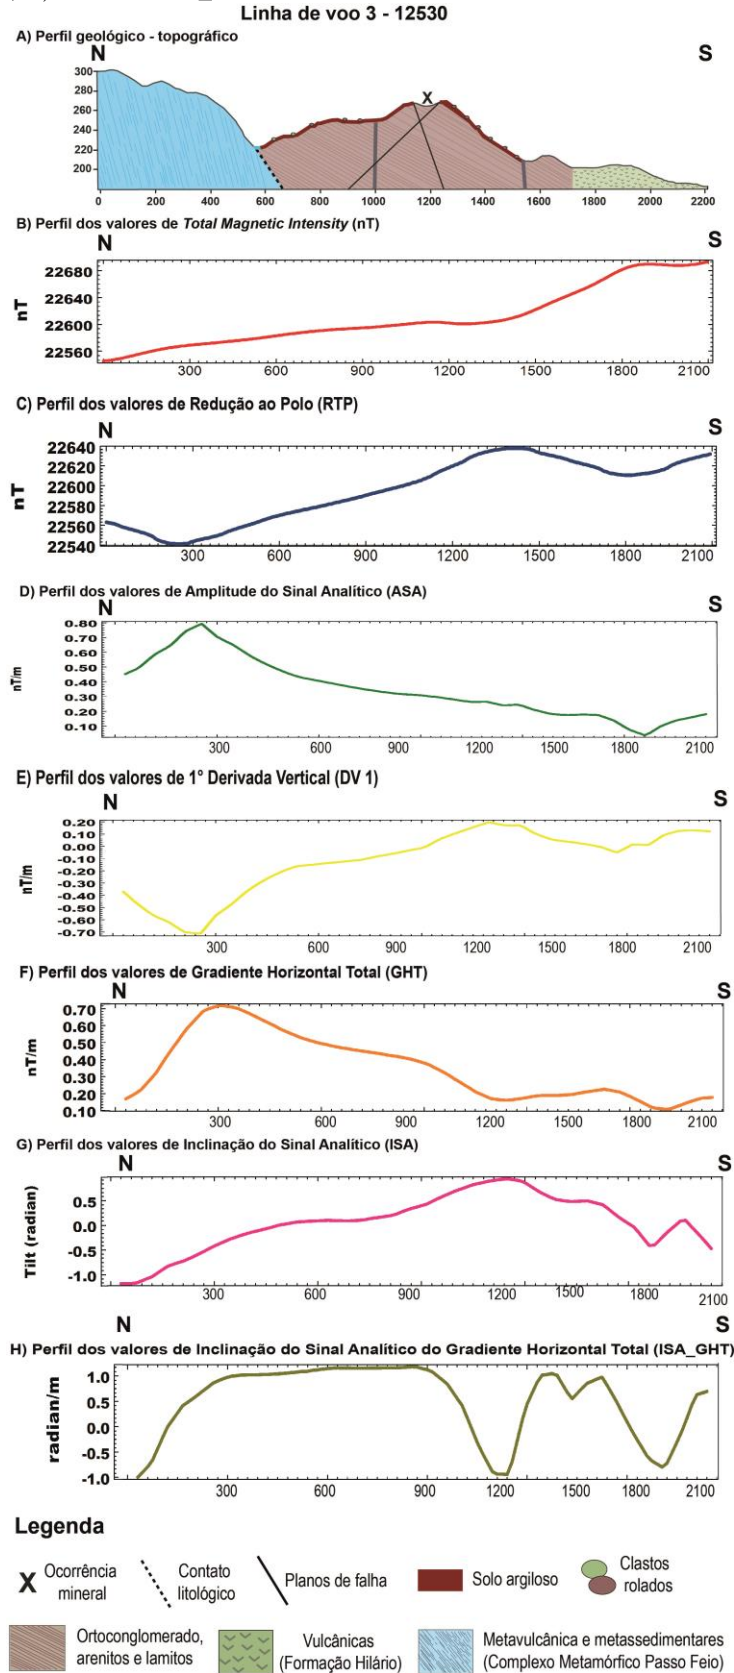 Linha de voo 3 - 12530
A) Perfil geológico - topográfico
N S
X
300
280
260
240
220
200
0 200 400 600 800 1000 1200 1400 1600 1800 2000 2200
B) Perfil dos valores de Total Magnetic Intensity (nT)
N S
nT
22680
22640
22600
22560
300 600 900 1200 1500 1800 2100
C) Perfil dos valores de Redução ao Polo (RTP)
N S
nT
22640
22620
22600
22580
22560
22540
300 600 900 1200 1500 1800 2100
D) Perfil dos valores de Amplitude do Sinal Analítico (ASA)
N S
nT/m
0.80
0.70
0.50
0.40
0.30
0.20
0.10
300 600 900 1200 1500 1800 2100
E) Perfil dos valores de 1° Derivada Vertical (DV 1)
N S
nT/m
0.20
0.10
0.00
-0.10
-0.20
-0.30
-0.40
-0.50
-0.60
-0.70
300 600 900 1200 1500 1800 2100
F) Perfil dos valores de Gradiente Horizontal Total (GHT)
N S
nT/m
0.70
0.60
0.50
0.40
0.30
0.20
0.10
300 600 900 1200 1500 1800 2100
G) Perfil dos valores de Inclinação do Sinal Analítico (ISA)
N S
Tilt (radian)
0.5
0.0
-0.5
-1.0
300 600 900 1200 1500 1800 2100
N S
H) Perfil dos valores de Inclinação do Sinal Analítico do Gradiente Horizontal Total (ISA_GHT)
radian/m
1.0
0.5
0.0
-0.5
-1.0
300 600 900 1200 1500 1800 2100
Legenda
X Ocorrência
mineral
Contato
litológico
Planos de falha
Solo argiloso
Clastos
rolados
Ortoconglomerado,
arenitos e lamitos
Vulcânicas
(Formação Hilário)
Metavulcânica e metassedimentares
(Complexo Metamórfico Passo Feio)